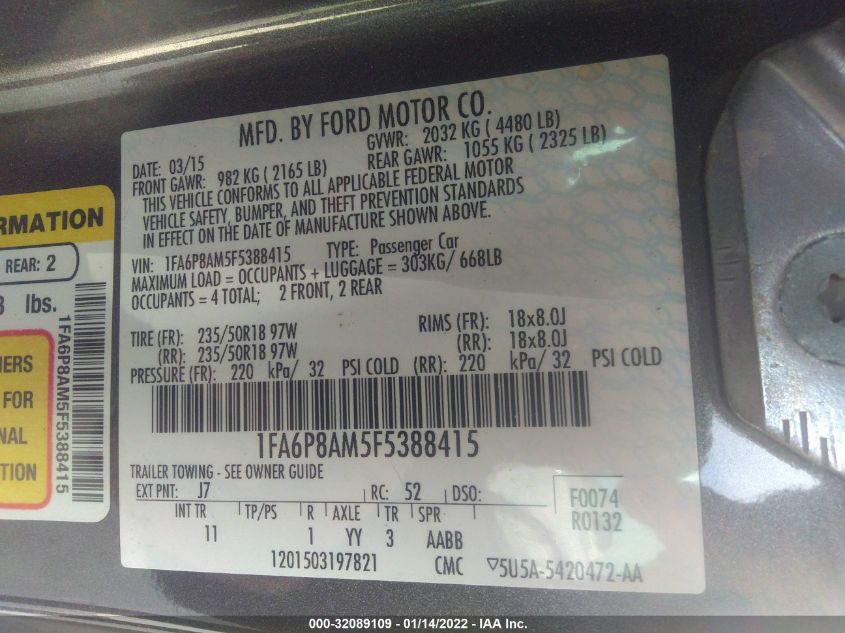 MFD. BY FORD MOTOR CO.
DATE: 03/15 GVWR: 2032 KG ( 4480 LB)
FRONT GAWR: 982 KG ( 2165 LB) REAR GAWR: 1055 KG ( 2325 LB)
THIS VEHICLE CONFORMS TO ALL APPLICABLE FEDERAL MOTOR
VEHICLE SAFETY, BUMPER, AND THEFT PREVENTION STANDARDS
IN EFFECT ON THE DATE OF MANUFACTURE SHOWN ABOVE.
VIN: 1FA6P8AM5F5388415 TYPE: Passenger Car
MAXIMUM LOAD = OCCUPANTS + LUGGAGE = 303KG/ 668LB
OCCUPANTS = 4 TOTAL; 2 FRONT, 2 REAR
TIRE (FR): 235/50R18 97W RIMS (FR): 18x8.0J
(RR): 235/50R18 97W (RR): 18x8.0J
PRESSURE (FR): 220 kPa/ 32 PSI COLD (RR): 220 kPa/ 32 PSI COLD
1FA6P8AM5F5388415
TRAILER TOWING - SEE OWNER GUIDE
EXT PNT: J7 RC: 52 DSO: F0074
INT TR TP/PS R AXLE TR SPR R0132
11 1 YY 3 AABB
1201503197821 CMC ▽5U5A-5420472-AA
RMATION
REAR: 2
lbs.
1FA6P8AM5F5388415
FOR
000-32089109 - 01/14/2022 - IAA Inc.